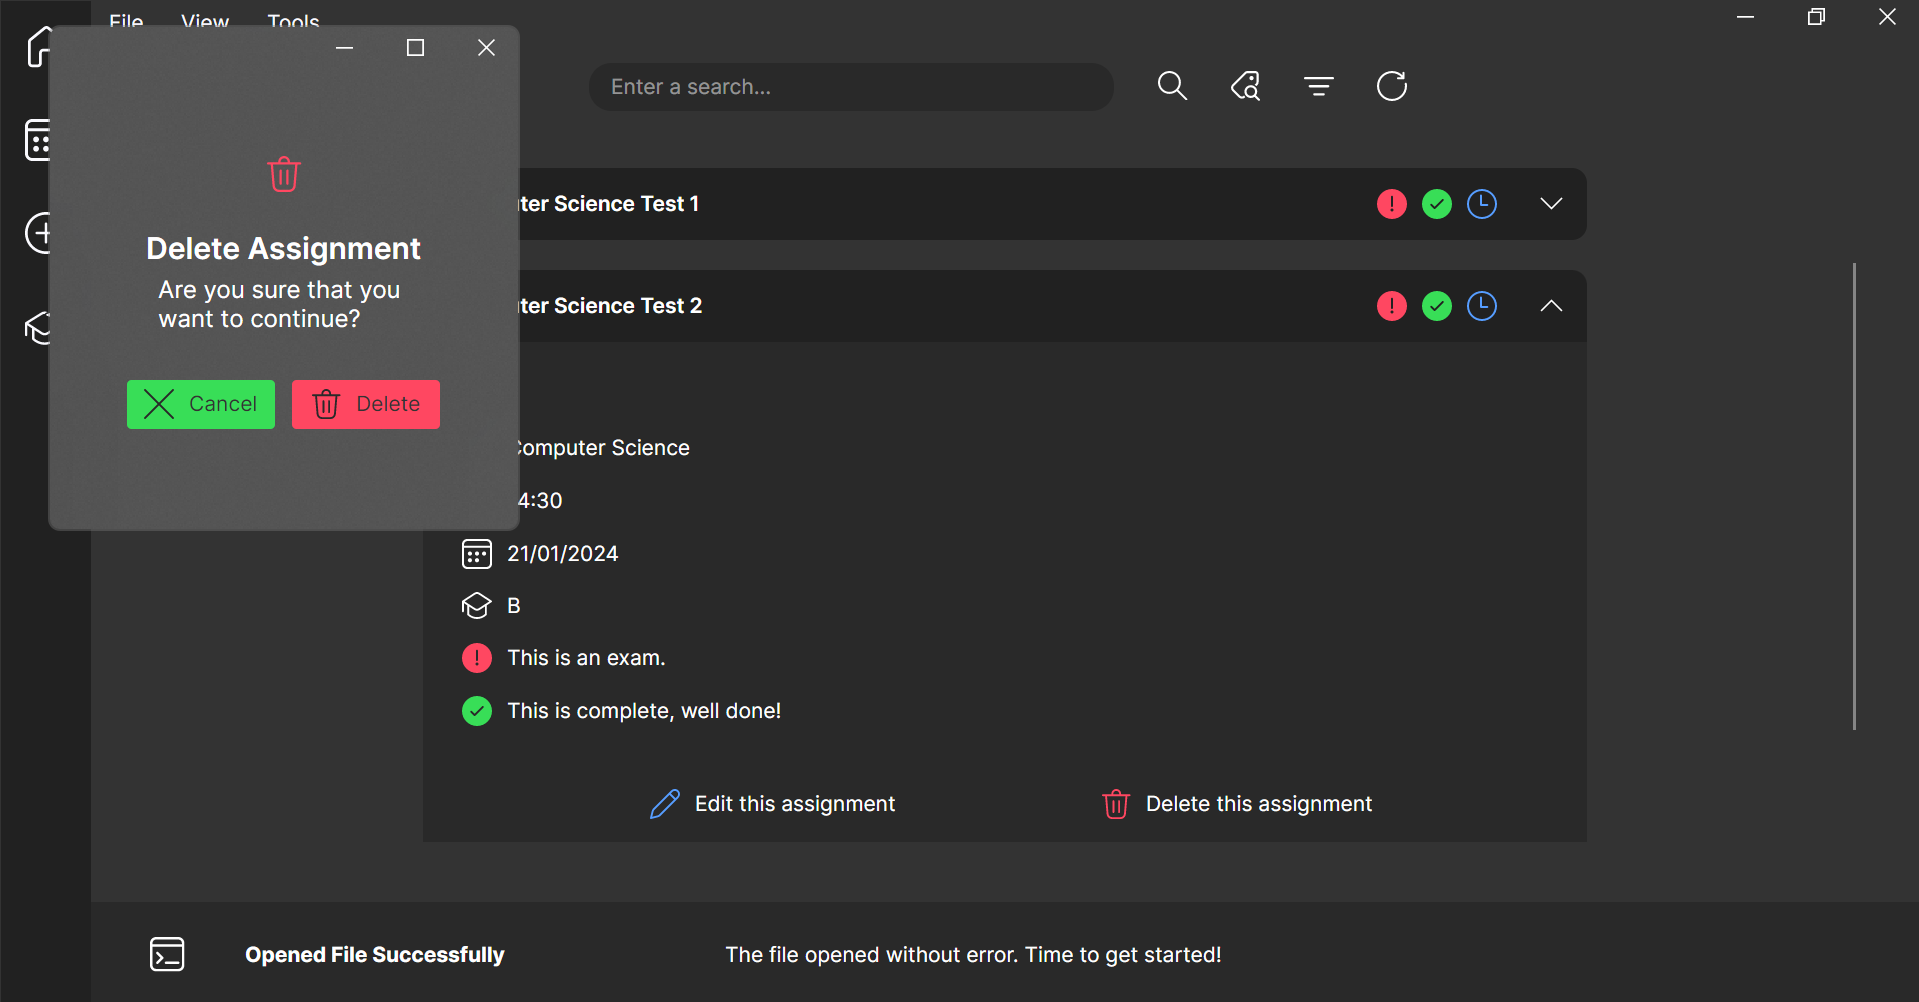 File View Tools
Enter a search...
Delete Assignment
Are you sure that you
want to continue?
Cancel Delete
Science Test 1
Science Test 2
Computer Science
4:30
21/01/2024
B
This is an exam.
This is complete, well done!
Edit this assignment
Delete this assignment
Opened File Successfully
The file opened without error. Time to get started!